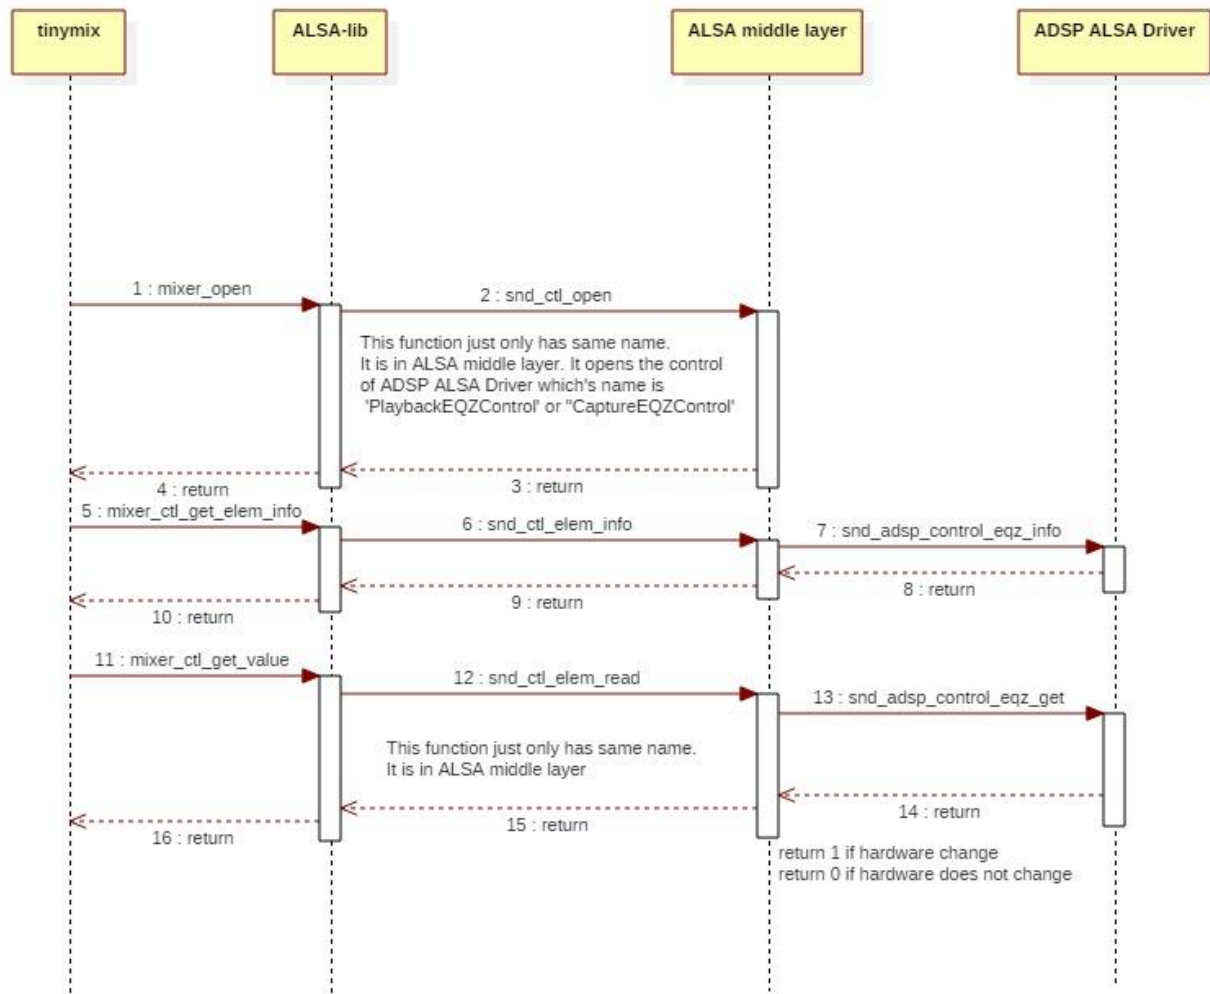 tinymix
ALSA-lib
ALSA middle layer
ADSP ALSA Driver
1 : mixer_open
2 : snd_ctl_open
This function just only has same name.
It is in ALSA middle layer. It opens the control
of ADSP ALSA Driver which's name is
'PlaybackEQZControl' or "CaptureEQZControl'
3 : return
4 : return
5 : mixer_ctl_get_elem_info
6 : snd_ctl_elem_info
7 : snd_adsp_control_eqz_info
8 : return
9 : return
10 : return
11 : mixer_ctl_get_value
12 : snd_ctl_elem_read
13 : snd_adsp_control_eqz_get
This function just only has same name.
It is in ALSA middle layer
14 : return
15 : return
16 : return
return 1 if hardware change
return 0 if hardware does not change